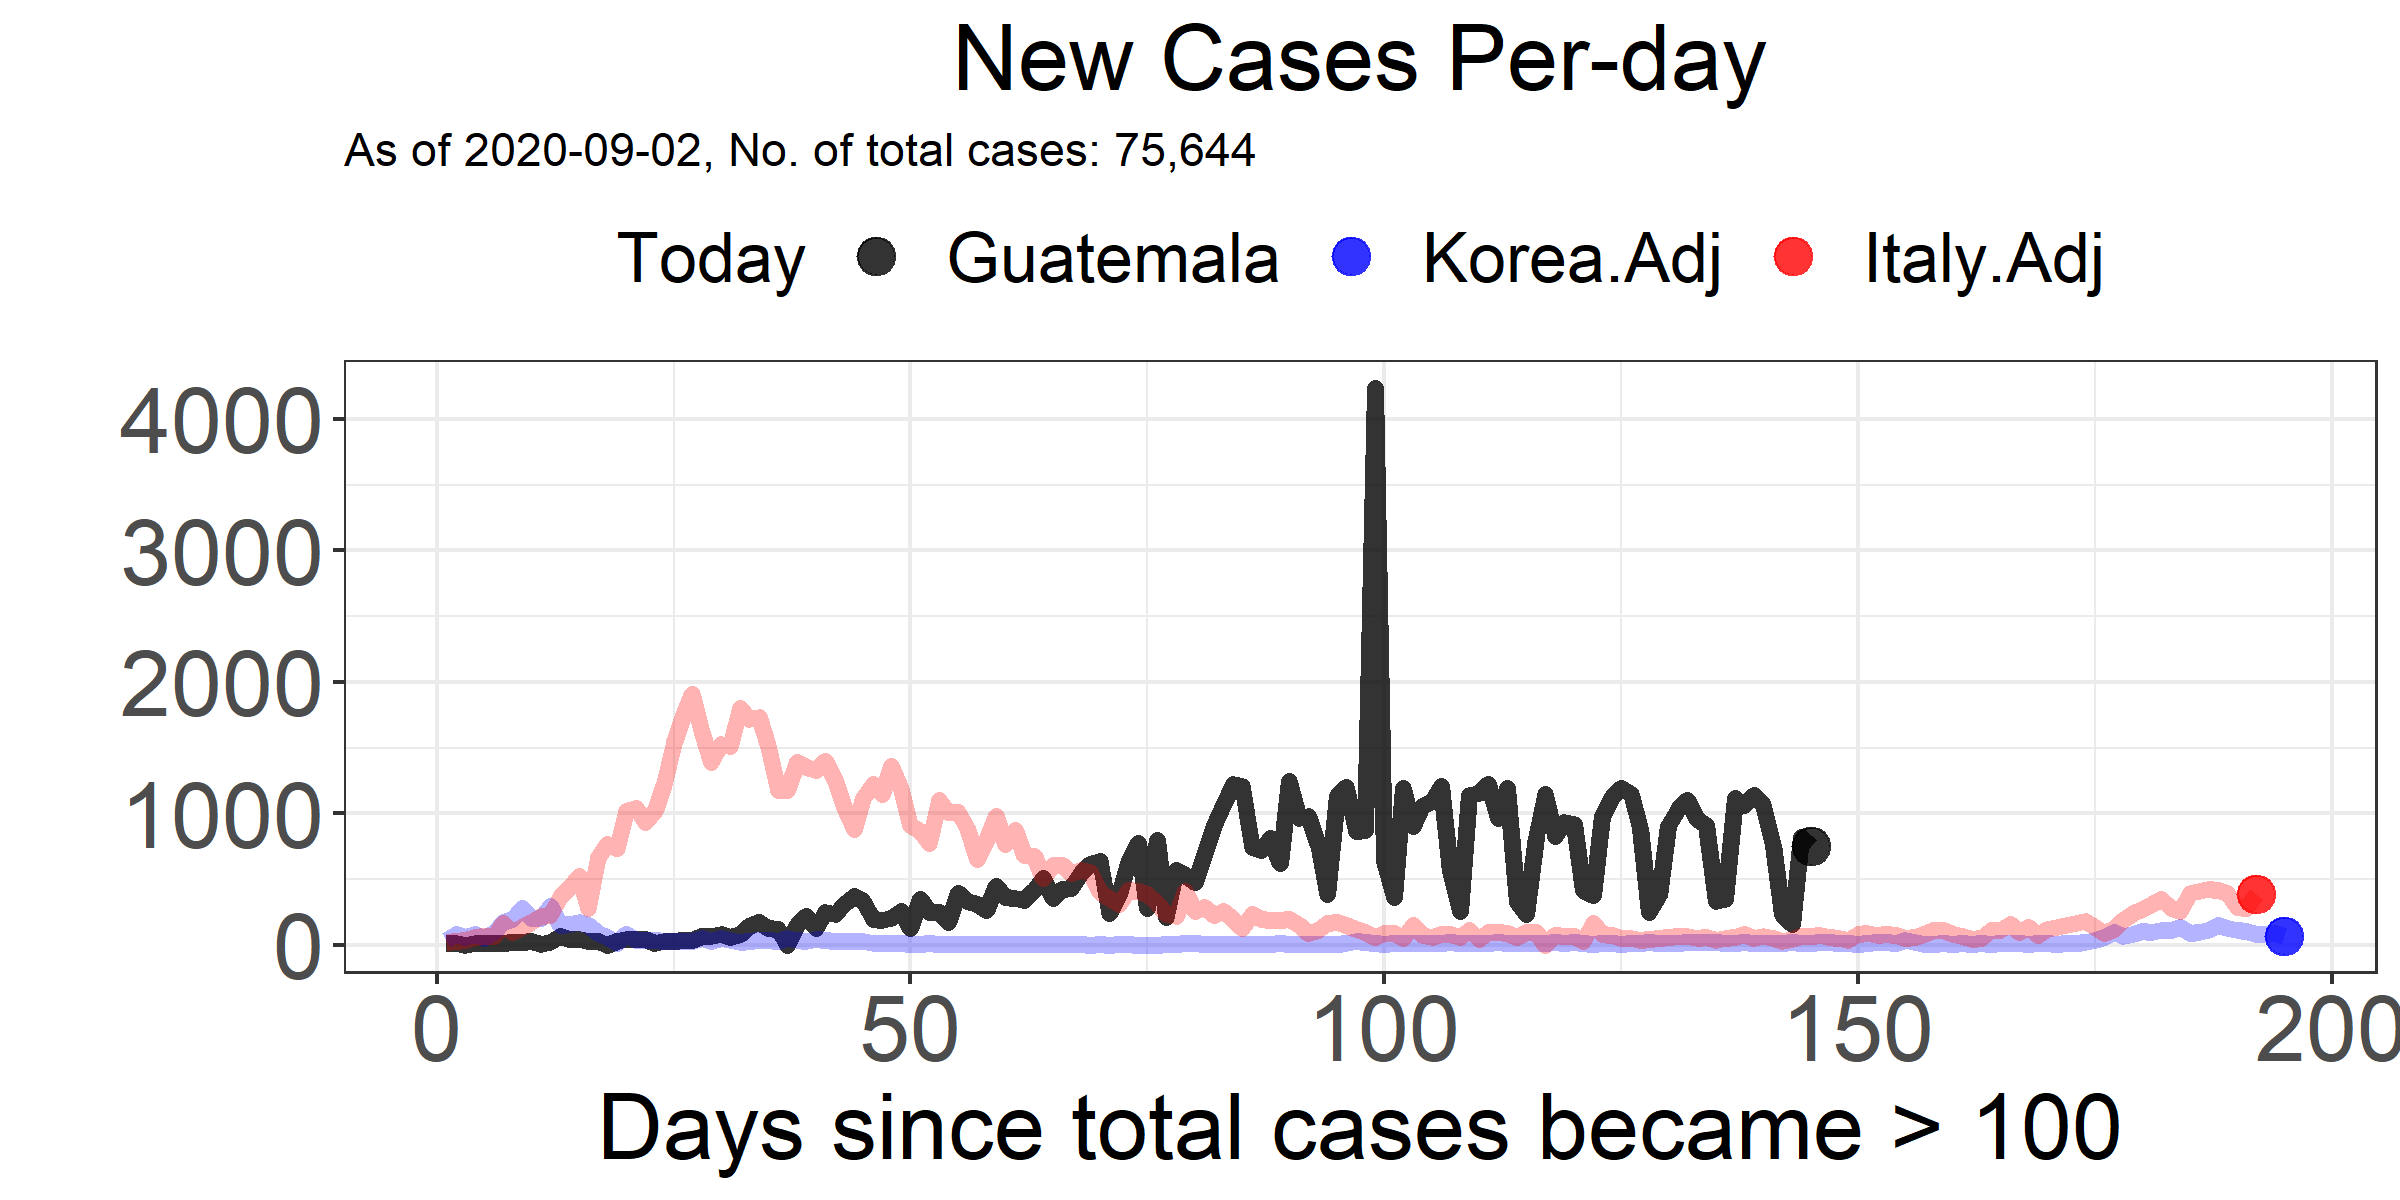 New Cases Per-day
As of 2020-09-02, No. of total cases: 75,644
Today Guatemala Korea.Adj Italy.Adj
4000
3000
2000
1000
0
0 50 100 150 200
Days since total cases became > 100